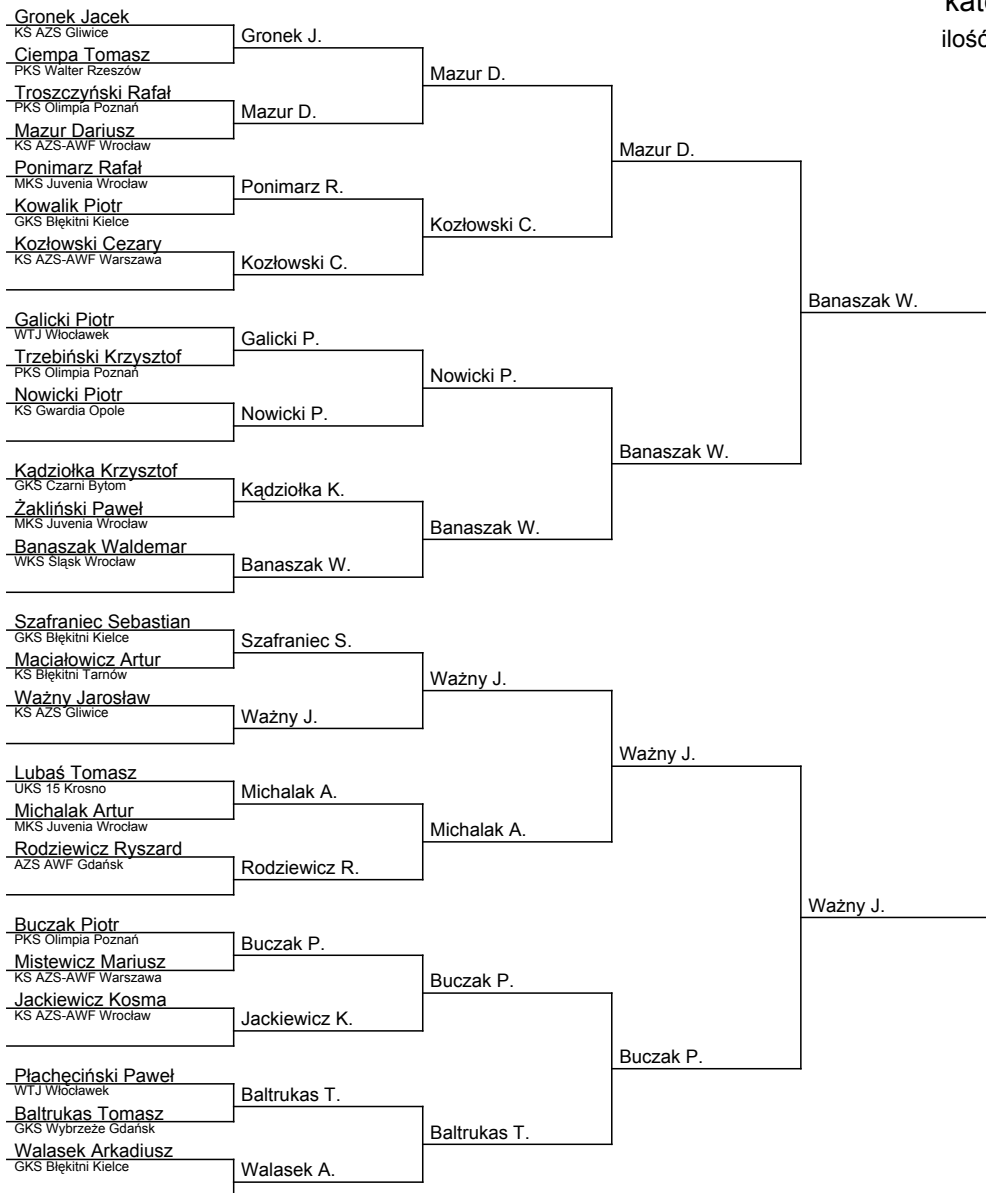 kat
ilość
Gronek Jacek
KS AZS Gliwice
Ciempa Tomasz
PKS Walter Rzeszów
Troszczyński Rafał
PKS Olimpia Poznań
Mazur Dariusz
KS AZS-AWF Wrocław
Ponimarz Rafał
MKS Juvenia Wrocław
Kowalik Piotr
GKS Błękitni Kielce
Kozłowski Cezary
KS AZS-AWF Warszawa
Galicki Piotr
WTJ Włocławek
Trzebiński Krzysztof
PKS Olimpia Poznań
Nowicki Piotr
KS Gwardia Opole
Kądziołka Krzysztof
GKS Czarni Bytom
Żakliński Paweł
MKS Juvenia Wrocław
Banaszak Waldemar
WKS Śląsk Wrocław
Szafraniec Sebastian
GKS Błękitni Kielce
Maciałowicz Artur
KS Błękitni Tarnów
Ważny Jarosław
KS AZS Gliwice
Lubaś Tomasz
UKS 15 Krosno
Michalak Artur
MKS Juvenia Wrocław
Rodziewicz Ryszard
AZS AWF Gdańsk
Buczak Piotr
PKS Olimpia Poznań
Mistewicz Mariusz
KS AZS-AWF Warszawa
Jackiewicz Kosma
KS AZS-AWF Wrocław
Płachęciński Paweł
WTJ Włocławek
Baltrukas Tomasz
GKS Wybrzeże Gdańsk
Walasek Arkadiusz
GKS Błękitni Kielce
Gronek J.
Mazur D.
Ponimarz R.
Kozłowski C.
Galicki P.
Nowicki P.
Kądziołka K.
Banaszak W.
Szafraniec S.
Ważny J.
Michalak A.
Rodziewicz R.
Buczak P.
Jackiewicz K.
Baltrukas T.
Walasek A.
Mazur D.
Kozłowski C.
Nowicki P.
Banaszak W.
Ważny J.
Michalak A.
Buczak P.
Baltrukas T.
Mazur D.
Banaszak W.
Ważny J.
Buczak P.
Banaszak W.
Ważny J.